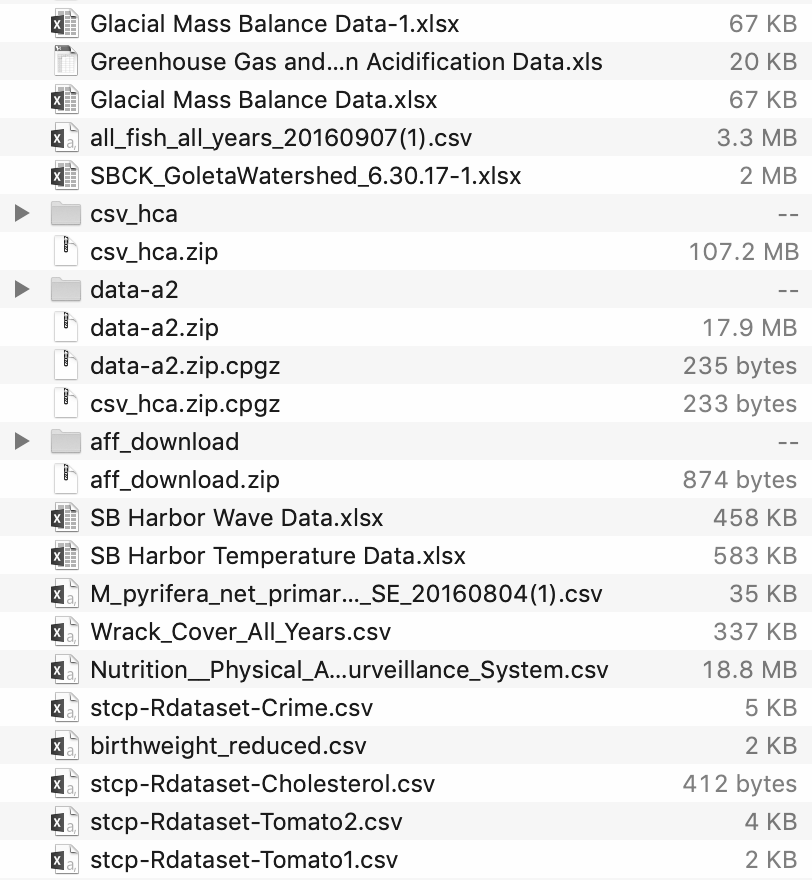 Glacial Mass Balance Data-1.xlsx 67 KB
Greenhouse Gas and...n Acidification Data.xls 20 KB
Glacial Mass Balance Data.xlsx 67 KB
all_fish_all_years_20160907(1).csv 3.3 MB
SBCK_GoletaWatershed_6.30.17-1.xlsx 2 MB
csv_hca --
csv_hca.zip 107.2 MB
data-a2 --
data-a2.zip 17.9 MB
data-a2.zip.cpgz 235 bytes
csv_hca.zip.cpgz 233 bytes
aff_download --
aff_download.zip 874 bytes
SB Harbor Wave Data.xlsx 458 KB
SB Harbor Temperature Data.xlsx 583 KB
M_pyrifera_net_primar..._SE_20160804(1).csv 35 KB
Wrack_Cover_All_Years.csv 337 KB
Nutrition__Physical_A...urveillance_System.csv 18.8 MB
stcp-Rdataset-Crime.csv 5 KB
birthweight_reduced.csv 2 KB
stcp-Rdataset-Cholesterol.csv 412 bytes
stcp-Rdataset-Tomato2.csv 4 KB
stcp-Rdataset-Tomato1.csv 2 KB